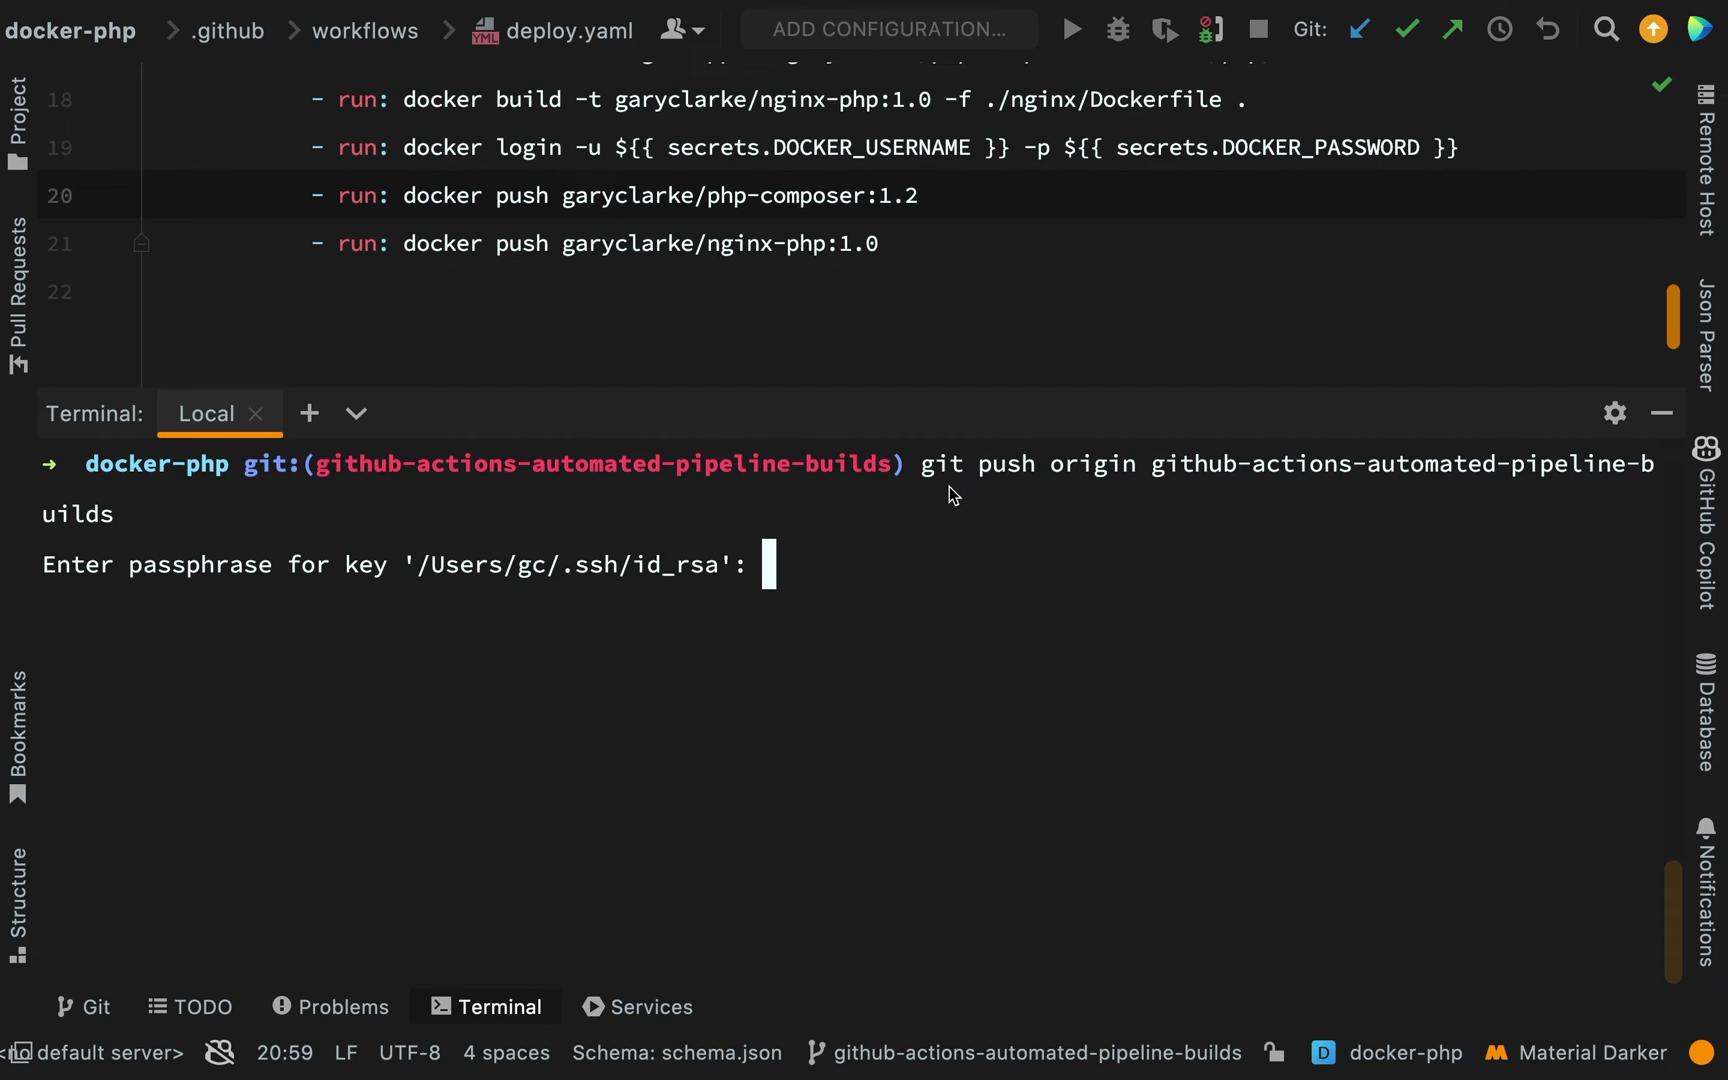 docker-php
.github
workflows
YML
deploy.yaml
ADD CONFIGURATION...
Git:
18
- run: docker build -t garyclarke/nginx-php:1.0 -f ./nginx/Dockerfile .
19
- run: docker login -u ${{ secrets.DOCKER_USERNAME }} -p ${{ secrets.DOCKER_PASSWORD }}
20
- run: docker push garyclarke/php-composer:1.2
21
- run: docker push garyclarke/nginx-php:1.0
22
Project
Pull Requests
Bookmarks
Structure
Remote Host
Json Parser
GitHub Copilot
Database
Notifications
Terminal:
Local
➜ docker-php git:(github-actions-automated-pipeline-builds) git push origin github-actions-automated-pipeline-b
uilds
Enter passphrase for key '/Users/gc/.ssh/id_rsa':
Git
TODO
Problems
Terminal
Services
default server>
20:59
LF
UTF-8
4 spaces
Schema: schema.json
github-actions-automated-pipeline-builds
D
docker-php
Material Darker